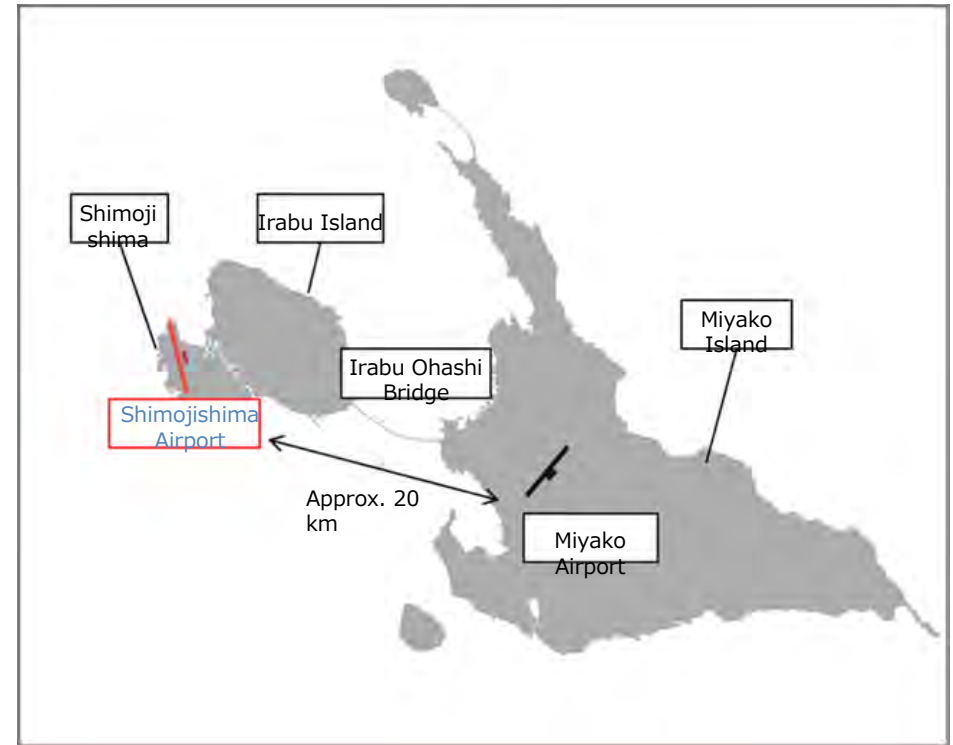 Shimoji
shima
Irabu Island
Miyako
Island
Irabu Ohashi
Bridge
Shimojishima
Airport
Approx. 20
km
Miyako
Airport